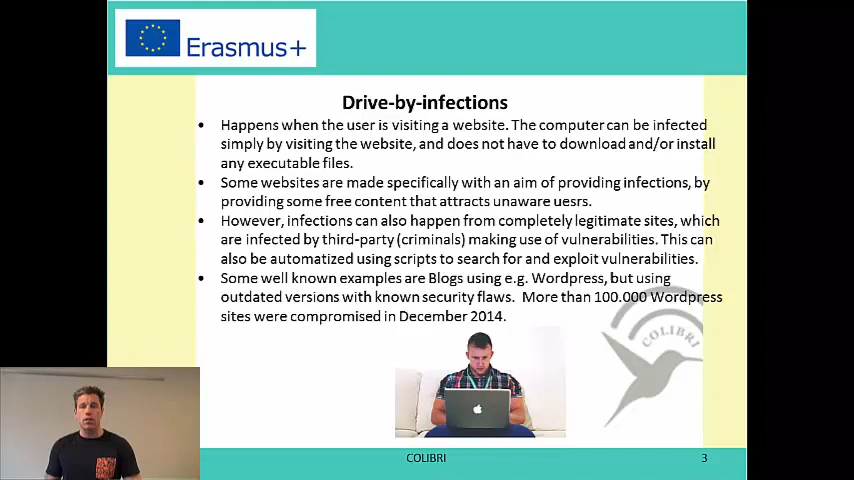 Erasmus+
Drive-by-infections
• Happens when the user is visiting a website. The computer can be infected
simply by visiting the website, and does not have to download and/or install
any executable files.
• Some websites are made specifically with an aim of providing infections, by
providing some free content that attracts unaware uesrs.
• However, infections can also happen from completely legitimate sites, which
are infected by third-party (criminals) making use of vulnerabilities. This can
also be automatized using scripts to search for and exploit vulnerabilities.
• Some well known examples are Blogs using e.g. Wordpress, but using
outdated versions with known security flaws. More than 100.000 Wordpress
sites were compromised in December 2014.
COLIBRI
COLIBRI
3